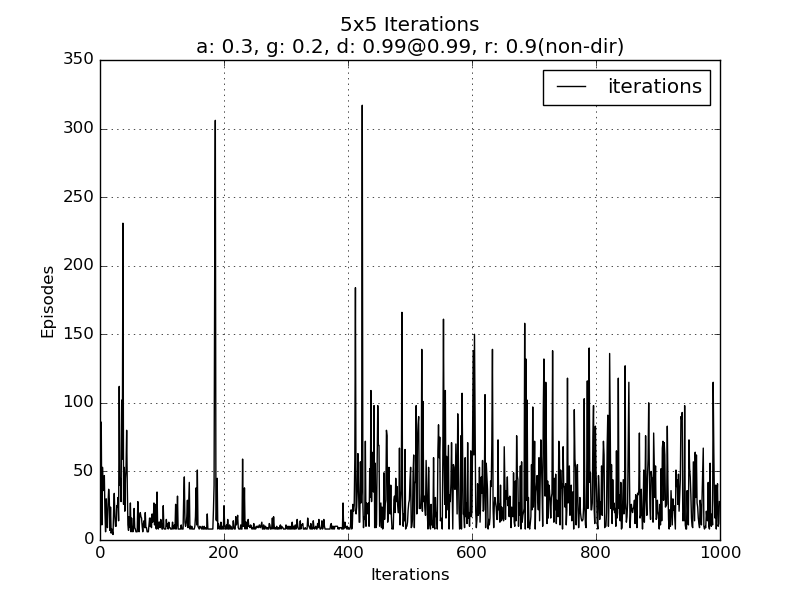 5x5 Iterations
a: 0.3, g: 0.2, d: 0.99@0.99, r: 0.9(non-dir)
iterations
350
300
250
200
150
100
50
0
Episodes
0 200 400 600 800 1000
Iterations